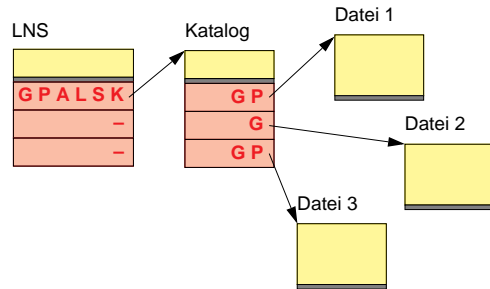 LNS
Katalog
Datei 1
G P A L S K
–
–
G P
G
G P
Datei 2
Datei 3